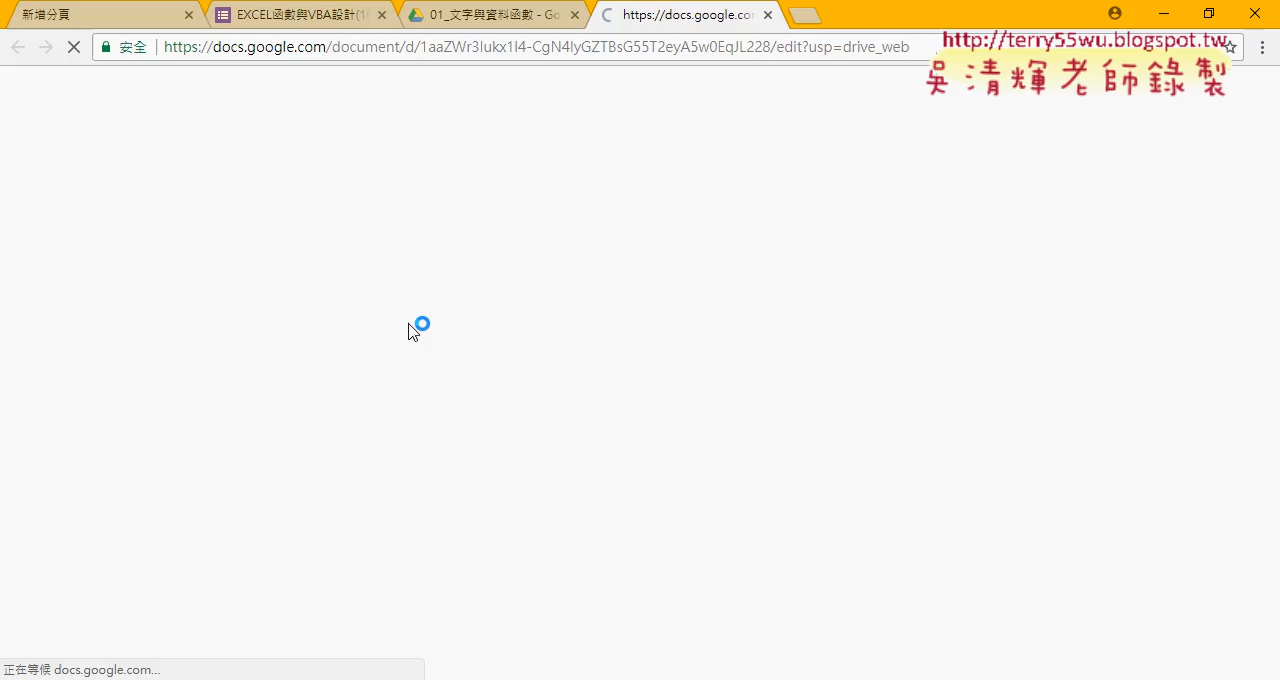 新增分頁
EXCEL函數與VBA設計(1
01_文字與資料函數 - Go
https://docs.google.com
安全
https://docs.google.com/document/d/1aaZWr3Iukx1I4-CgN4IyGZTBsG55T2eyA5w0EqJL228/edit?usp=drive_web
http://terry55wu.blogspot.tw
吳清輝老師錄製
正在等候 docs.google.com...